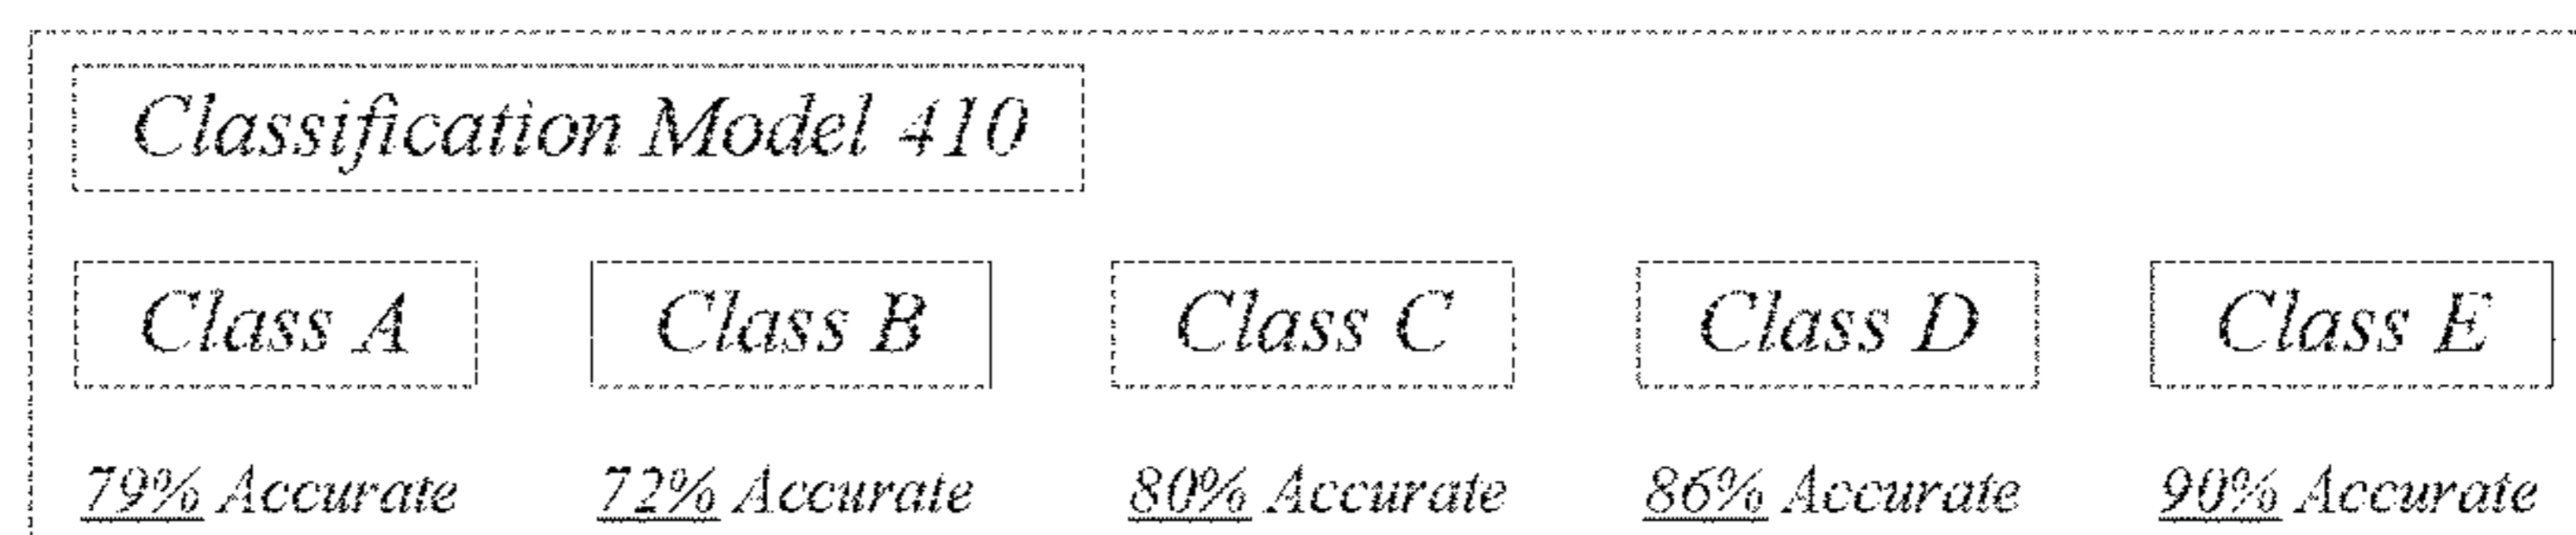 Classification Model 410
Class A Class B Class C Class D Class E
79% Accurate 72% Accurate 80% Accurate 86% Accurate 90% Accurate